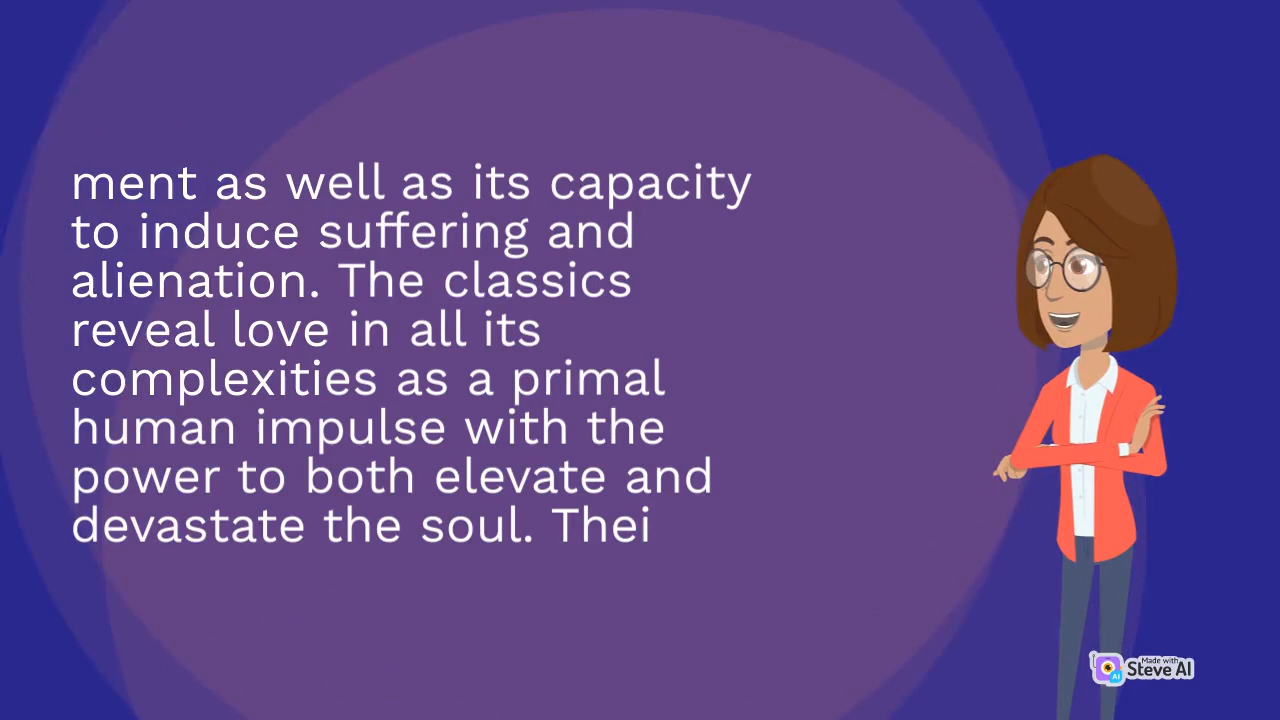 ment as well as its capacity
to induce suffering and
alienation. The classics
reveal love in all its
complexities as a primal
human impulse with the
power to both elevate and
devastate the soul. Thei
Made with
Steve AI
AI